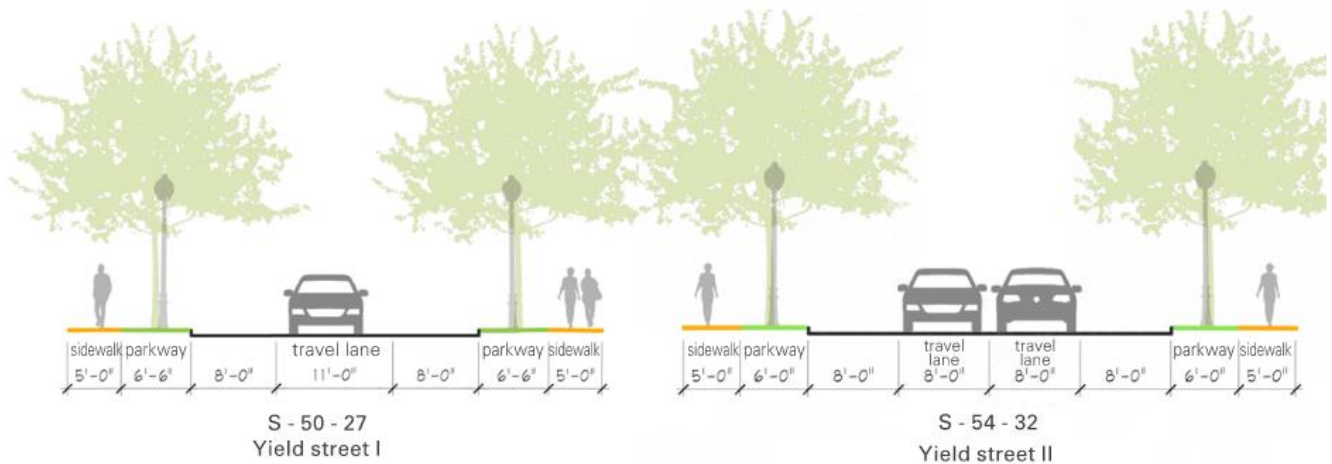 sidewalk parkway travel lane parkway sidewalk
5'-0" 6'-6" 8'-0" 11'-0" 8'-0" 6'-6" 5'-0"
S - 50 - 27
Yield street I
sidewalk parkway travel lane travel lane parkway sidewalk
5'-0" 6'-0" 8'-0" 8'-0" 8'-0" 8'-0" 6'-0" 5'-0"
S - 54 - 32
Yield street II